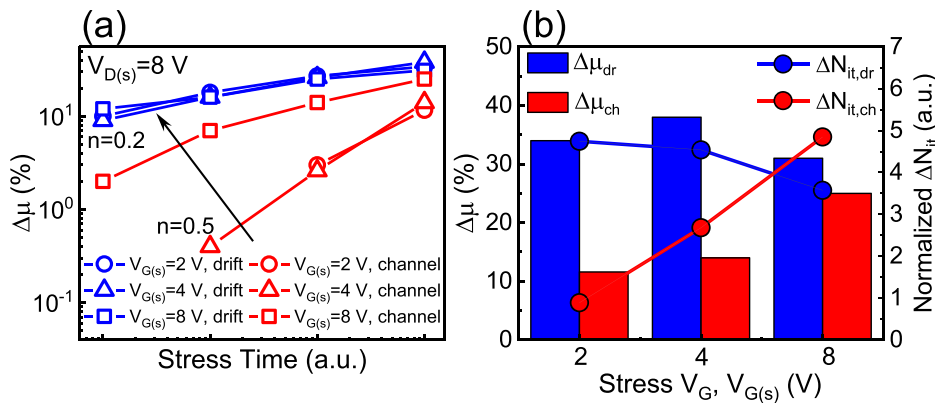 (a)
V_D(s)=8 V
n=0.2
n=0.5
V_G(s)=2 V, drift
V_G(s)=2 V, channel
V_G(s)=4 V, drift
V_G(s)=4 V, channel
V_G(s)=8 V, drift
V_G(s)=8 V, channel
10^1
10^0
10^-1
Δμ (%)
Stress Time (a.u.)
(b)
Δμ_dr
Δμ_ch
ΔN_it,dr
ΔN_it,ch
50
40
30
20
10
0
Δμ (%)
7
6
5
4
3
2
1
0
Normalized ΔN_it (a.u.)
2 4 8
Stress V_G, V_G(s) (V)